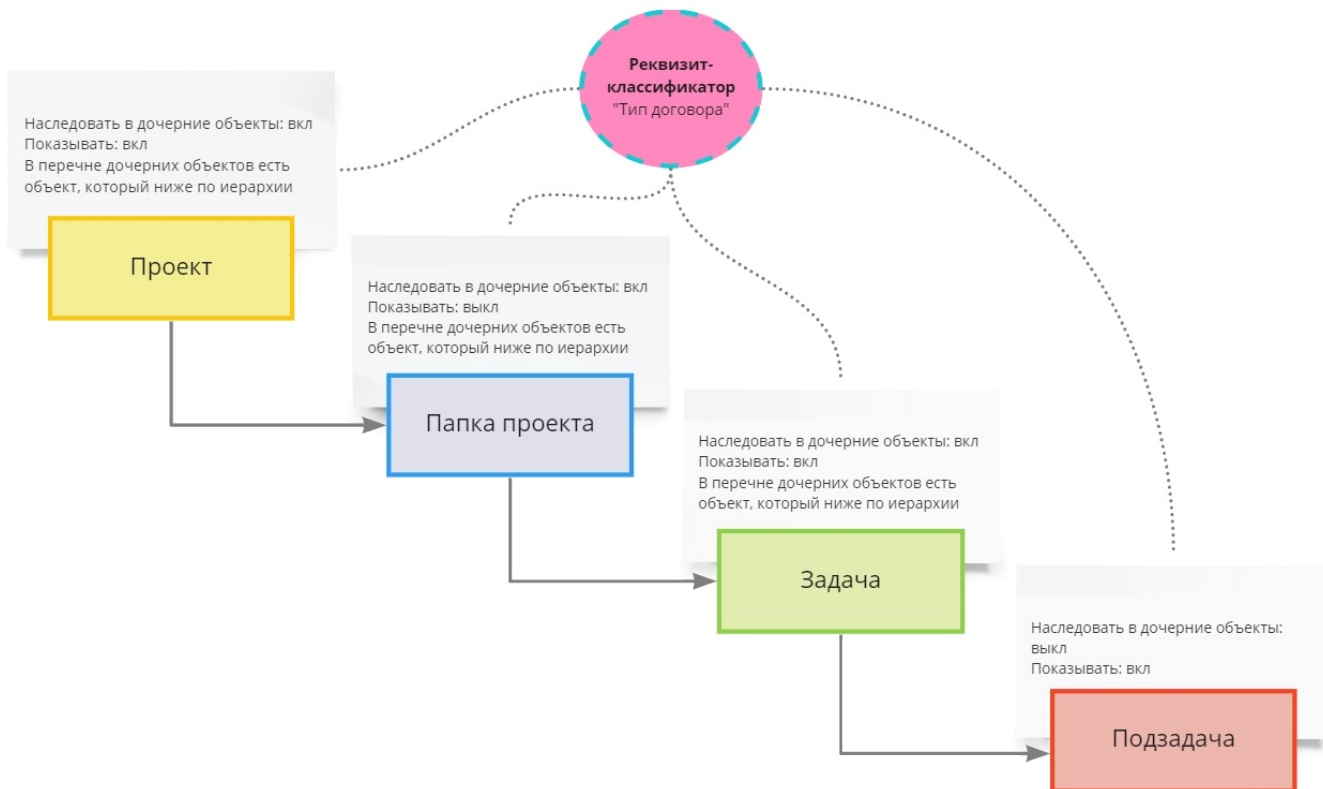 Реквизит-
классификатор
"Тип договора"
Наследовать в дочерние объекты: вкл
Показывать: вкл
В перечне дочерних объектов есть
объект, который ниже по иерархии
Проект
Наследовать в дочерние объекты: вкл
Показывать: выкл
В перечне дочерних объектов есть
объект, который ниже по иерархии
Папка проекта
Наследовать в дочерние объекты: вкл
Показывать: вкл
В перечне дочерних объектов есть
объект, который ниже по иерархии
Задача
Наследовать в дочерние объекты:
выкл
Показывать: вкл
Подзадача